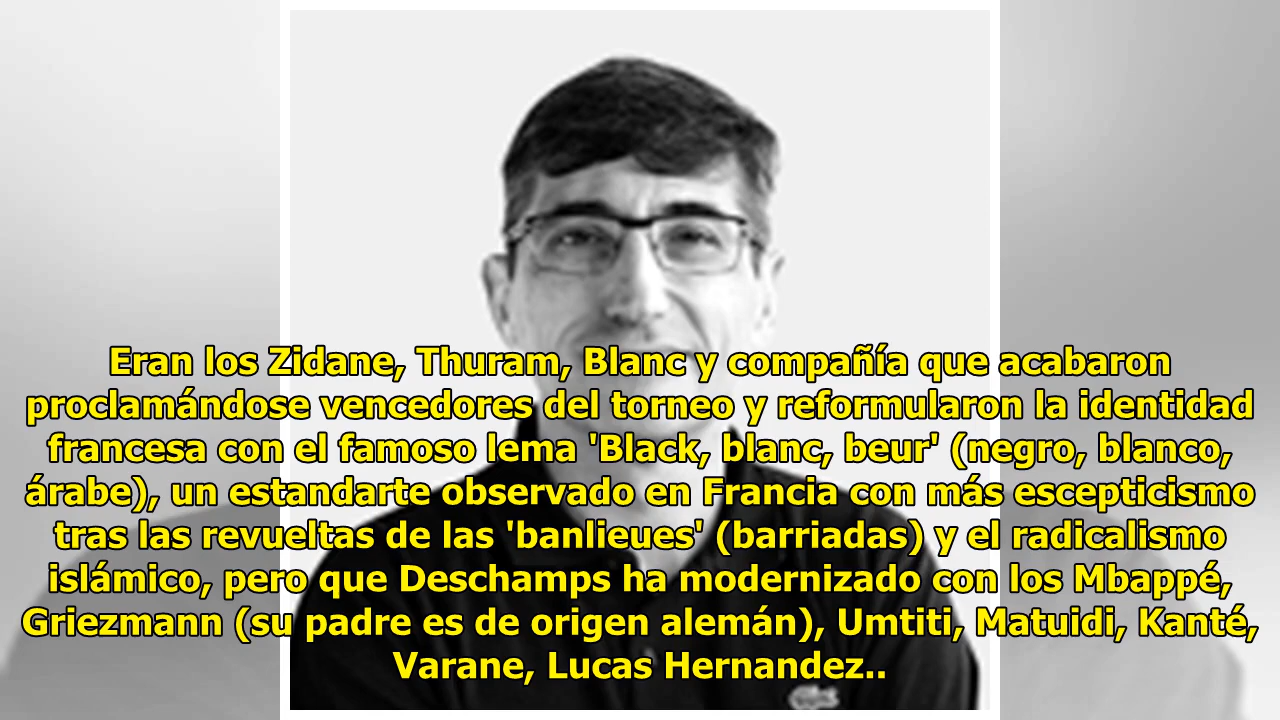 Eran los Zidane, Thuram, Blanc y compañía que acabaron
proclamándose vencedores del torneo y reformularon la identidad
francesa con el famoso lema 'Black, blanc, beur' (negro, blanco,
árabe), un estandarte observado en Francia con más escepticismo
tras las revueltas de las 'banlieues' (barriadas) y el radicalismo
islámico, pero que Deschamps ha modernizado con los Mbappé,
Griezmann (su padre es de origen alemán), Umtiti, Matuidi, Kanté,
Varane, Lucas Hernandez..